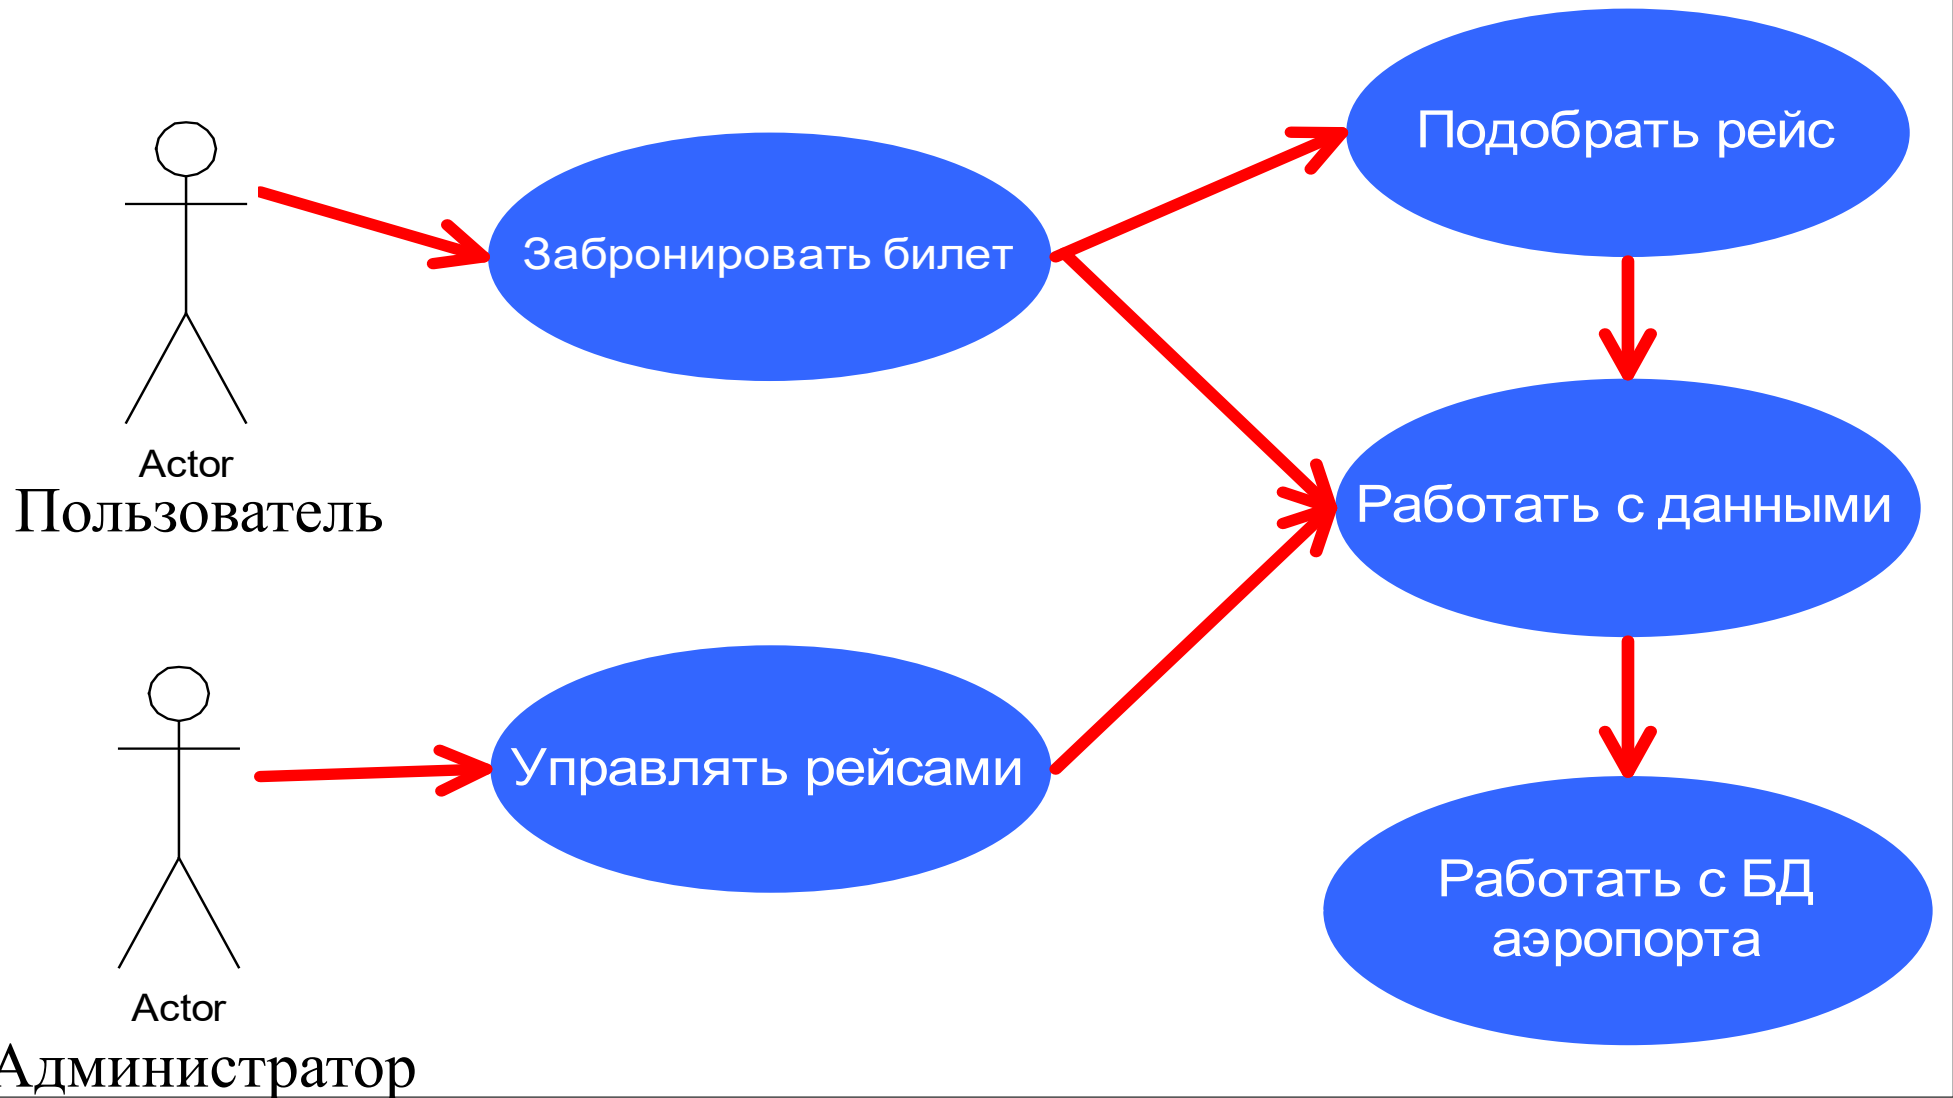 Подобрать рейс
Забронировать билет
Actor
Пользователь
Работать с данными
Управлять рейсами
Работать с БД
аэропорта
Actor
Администратор